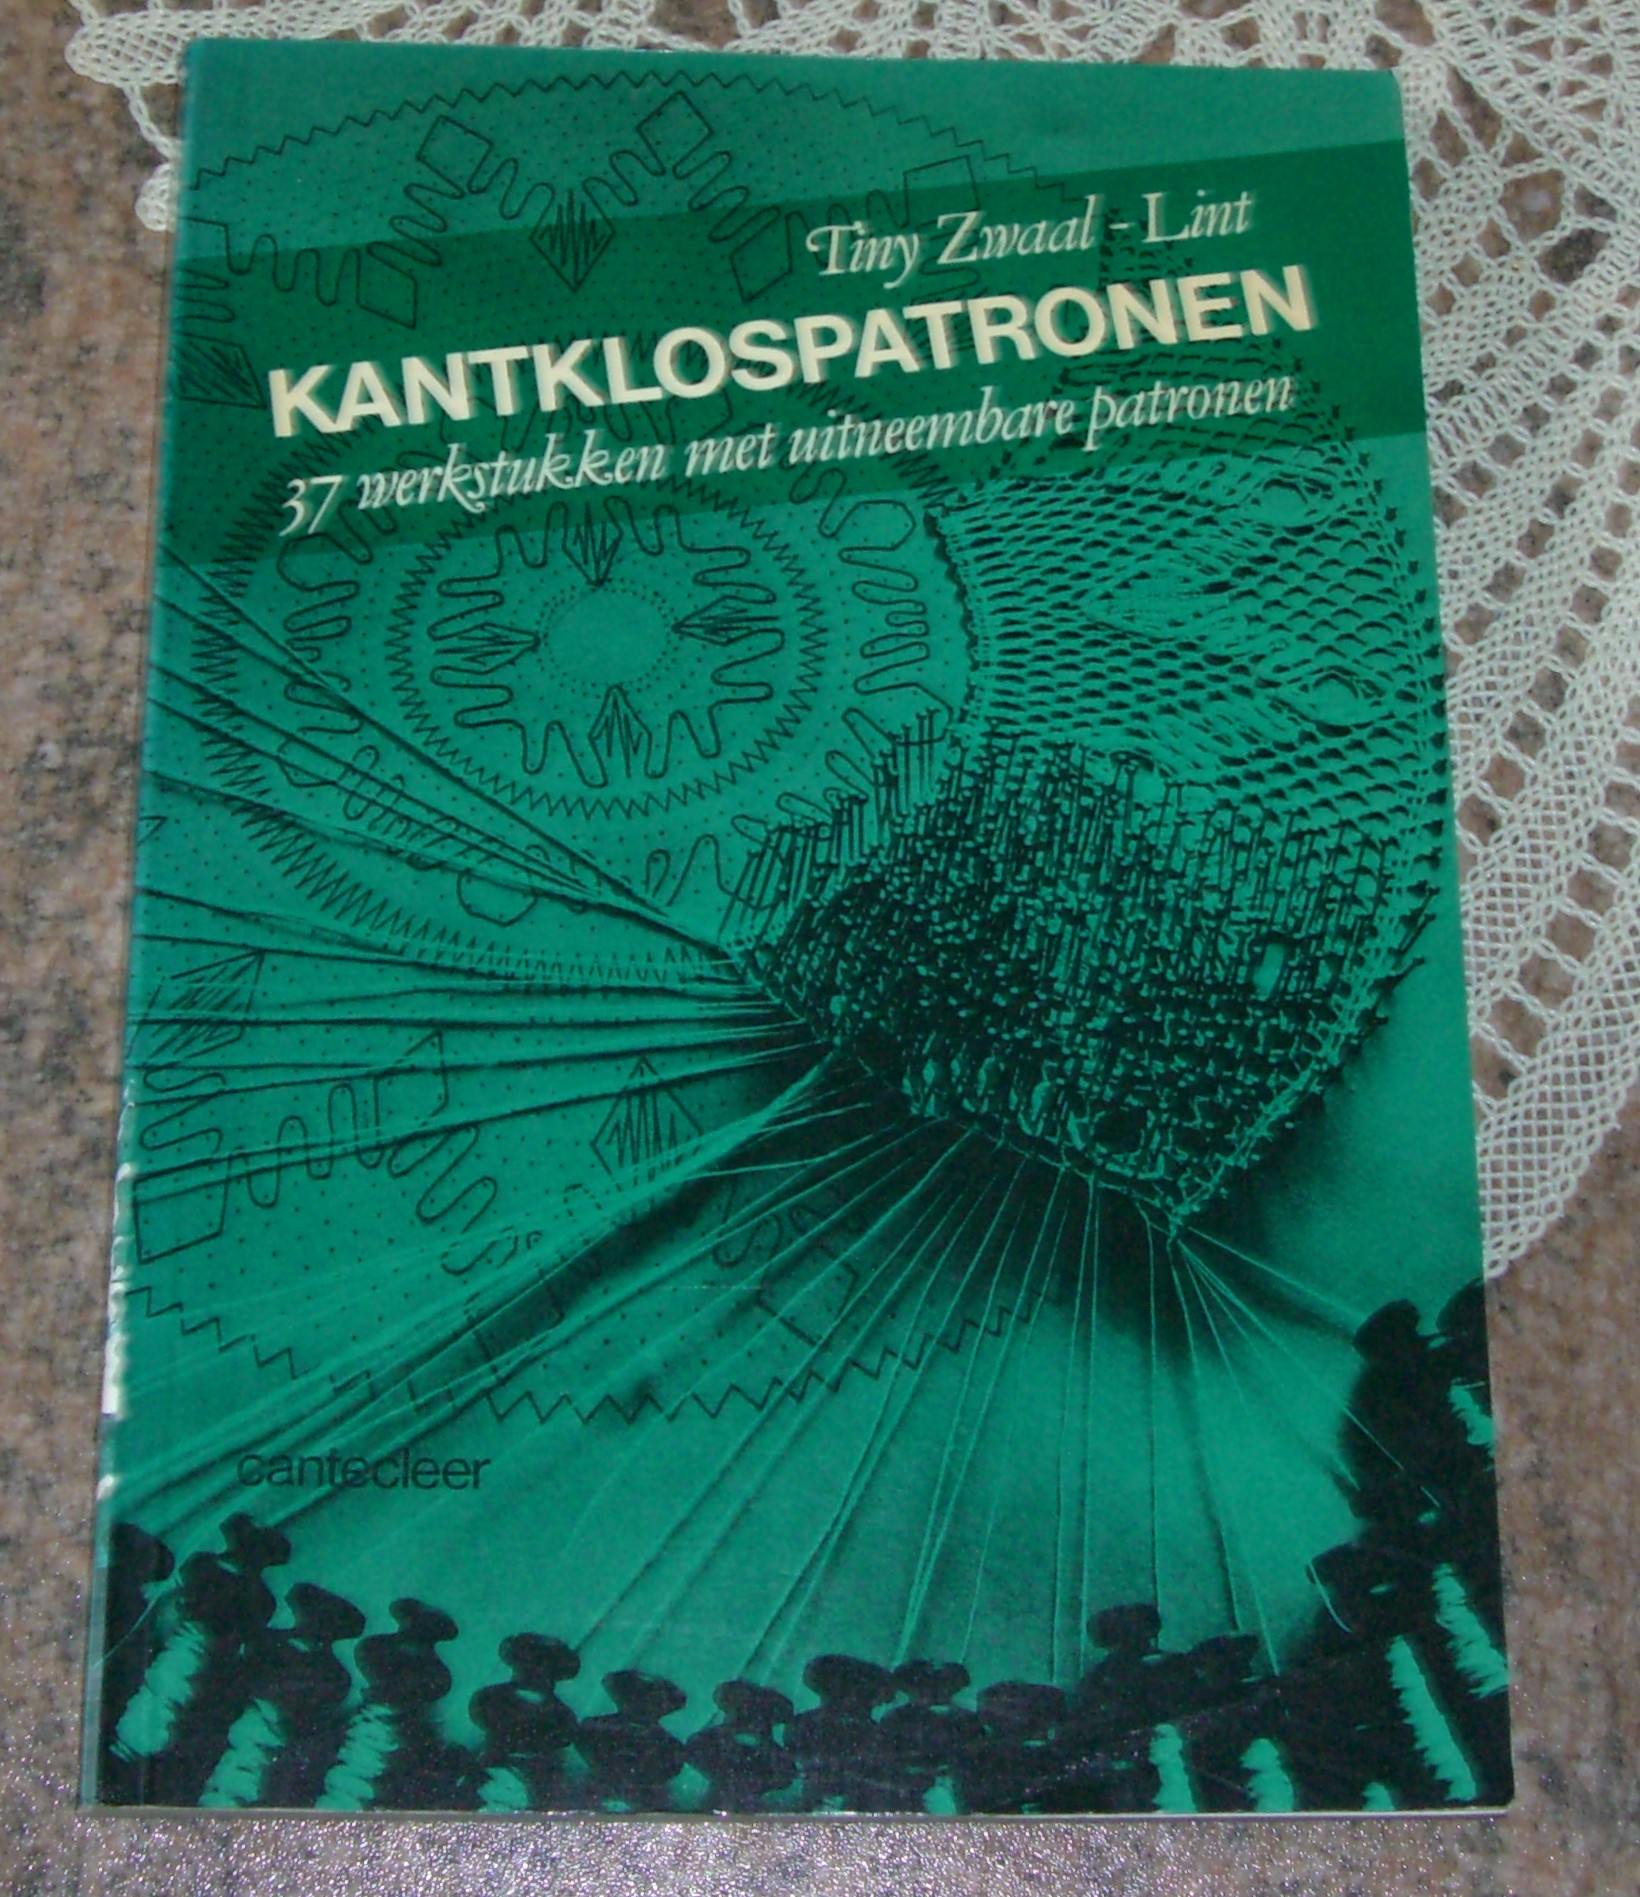 Tiny Zwaal - Lint
KANTKLOSPATRONEN
37 werkstukken met uitneembare patronen
cantecleer